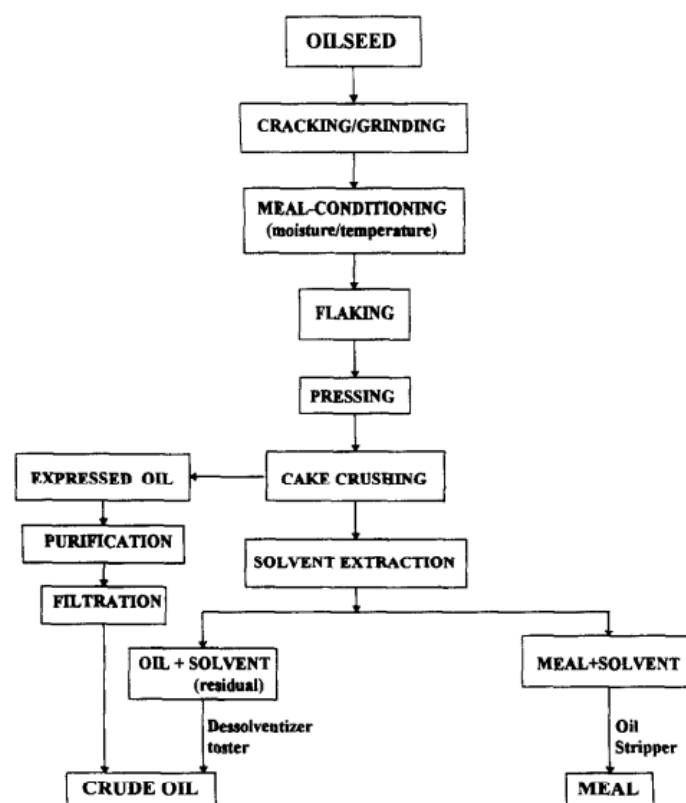 OILSEED
CRACKING/GRINDING
MEAL-CONDITIONING
(moisture/temperature)
FLAKING
PRESSING
EXPRESSED OIL
CAKE CRUSHING
PURIFICATION
SOLVENT EXTRACTION
FILTRATION
OIL + SOLVENT
(residual)
MEAL+SOLVENT
Dessolventizer
toster
Oil
Stripper
CRUDE OIL
MEAL